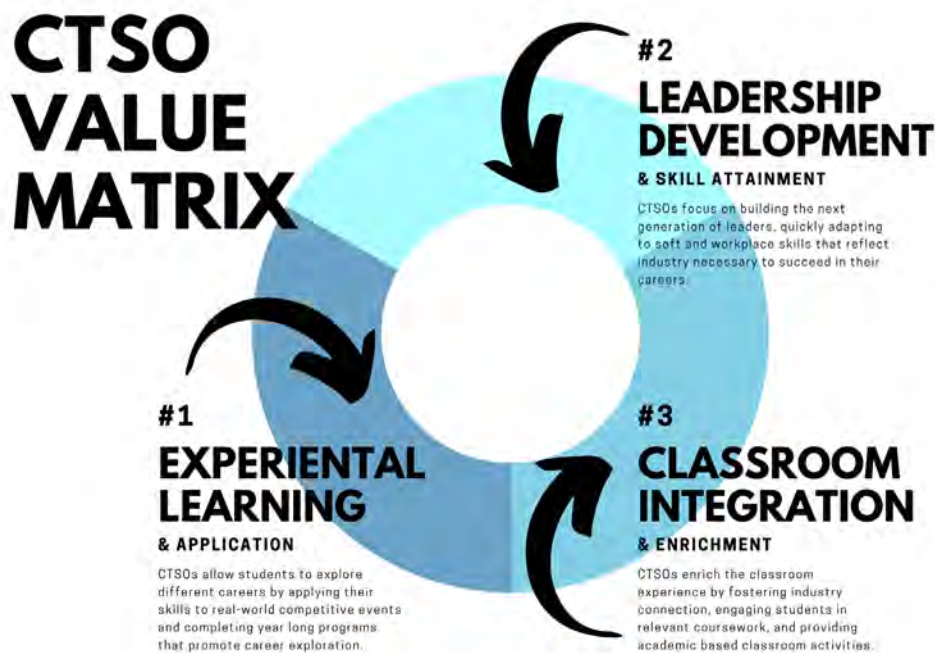 CTSO
VALUE
MATRIX
#2
LEADERSHIP
DEVELOPMENT
& SKILL ATTAINMENT
CTSOs focus on building the next
generation of leaders, quickly adapting
to soft and workplace skills that reflect
industry necessary to succeed in their
careers.
#1
EXPERIENTAL
LEARNING
& APPLICATION
CTSOs allow students to explore
different careers by applying their
skills to real-world competitive events
and completing year long programs
that promote career exploration.
#3
CLASSROOM
INTEGRATION
& ENRICHMENT
CTSOs enrich the classroom
experience by fostering industry
connection, engaging students in
relevant coursework, and providing
academic based classroom activities.